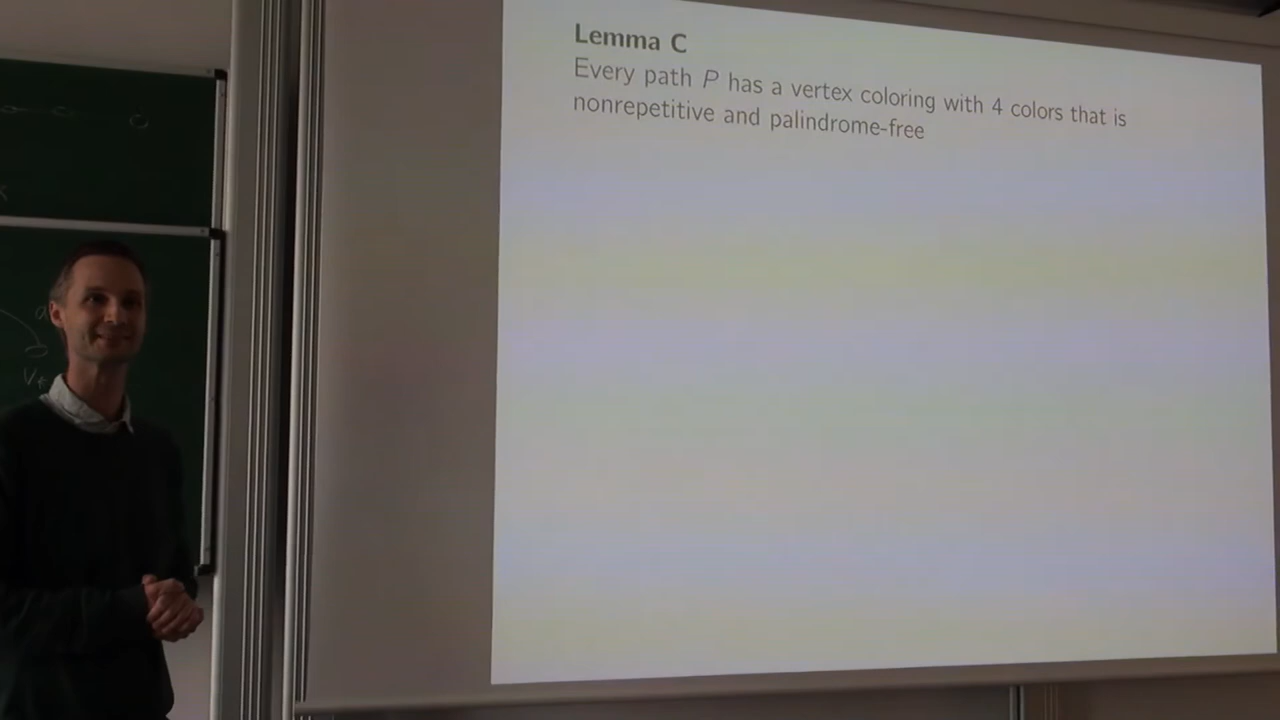 Lemma C
Every path P has a vertex coloring with 4 colors that is
nonrepetitive and palindrome-free